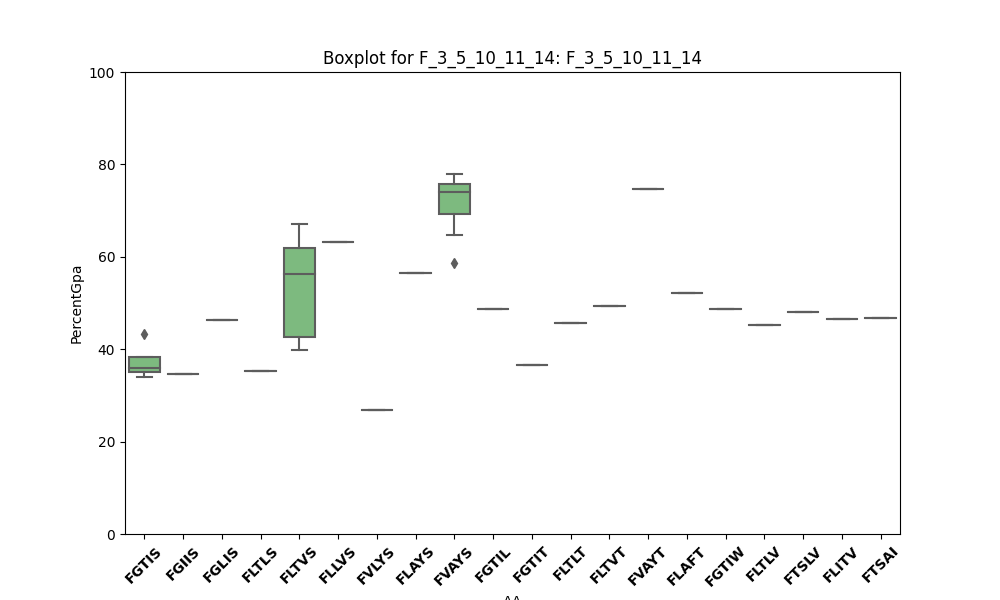 Boxplot for F_3_5_10_11_14: F_3_5_10_11_14
100
80
60
40
20
0
PercentGpa
FGTIS
FGIIS
FGLIS
FLTLS
FLTVS
FLLVS
FVLYS
FLAYS
FVAYS
FGTIL
FGTIT
FLTLT
FLTVT
FVAYT
FLAFT
FGTIW
FLTLV
FTSLV
FLITV
FTSAI
AA